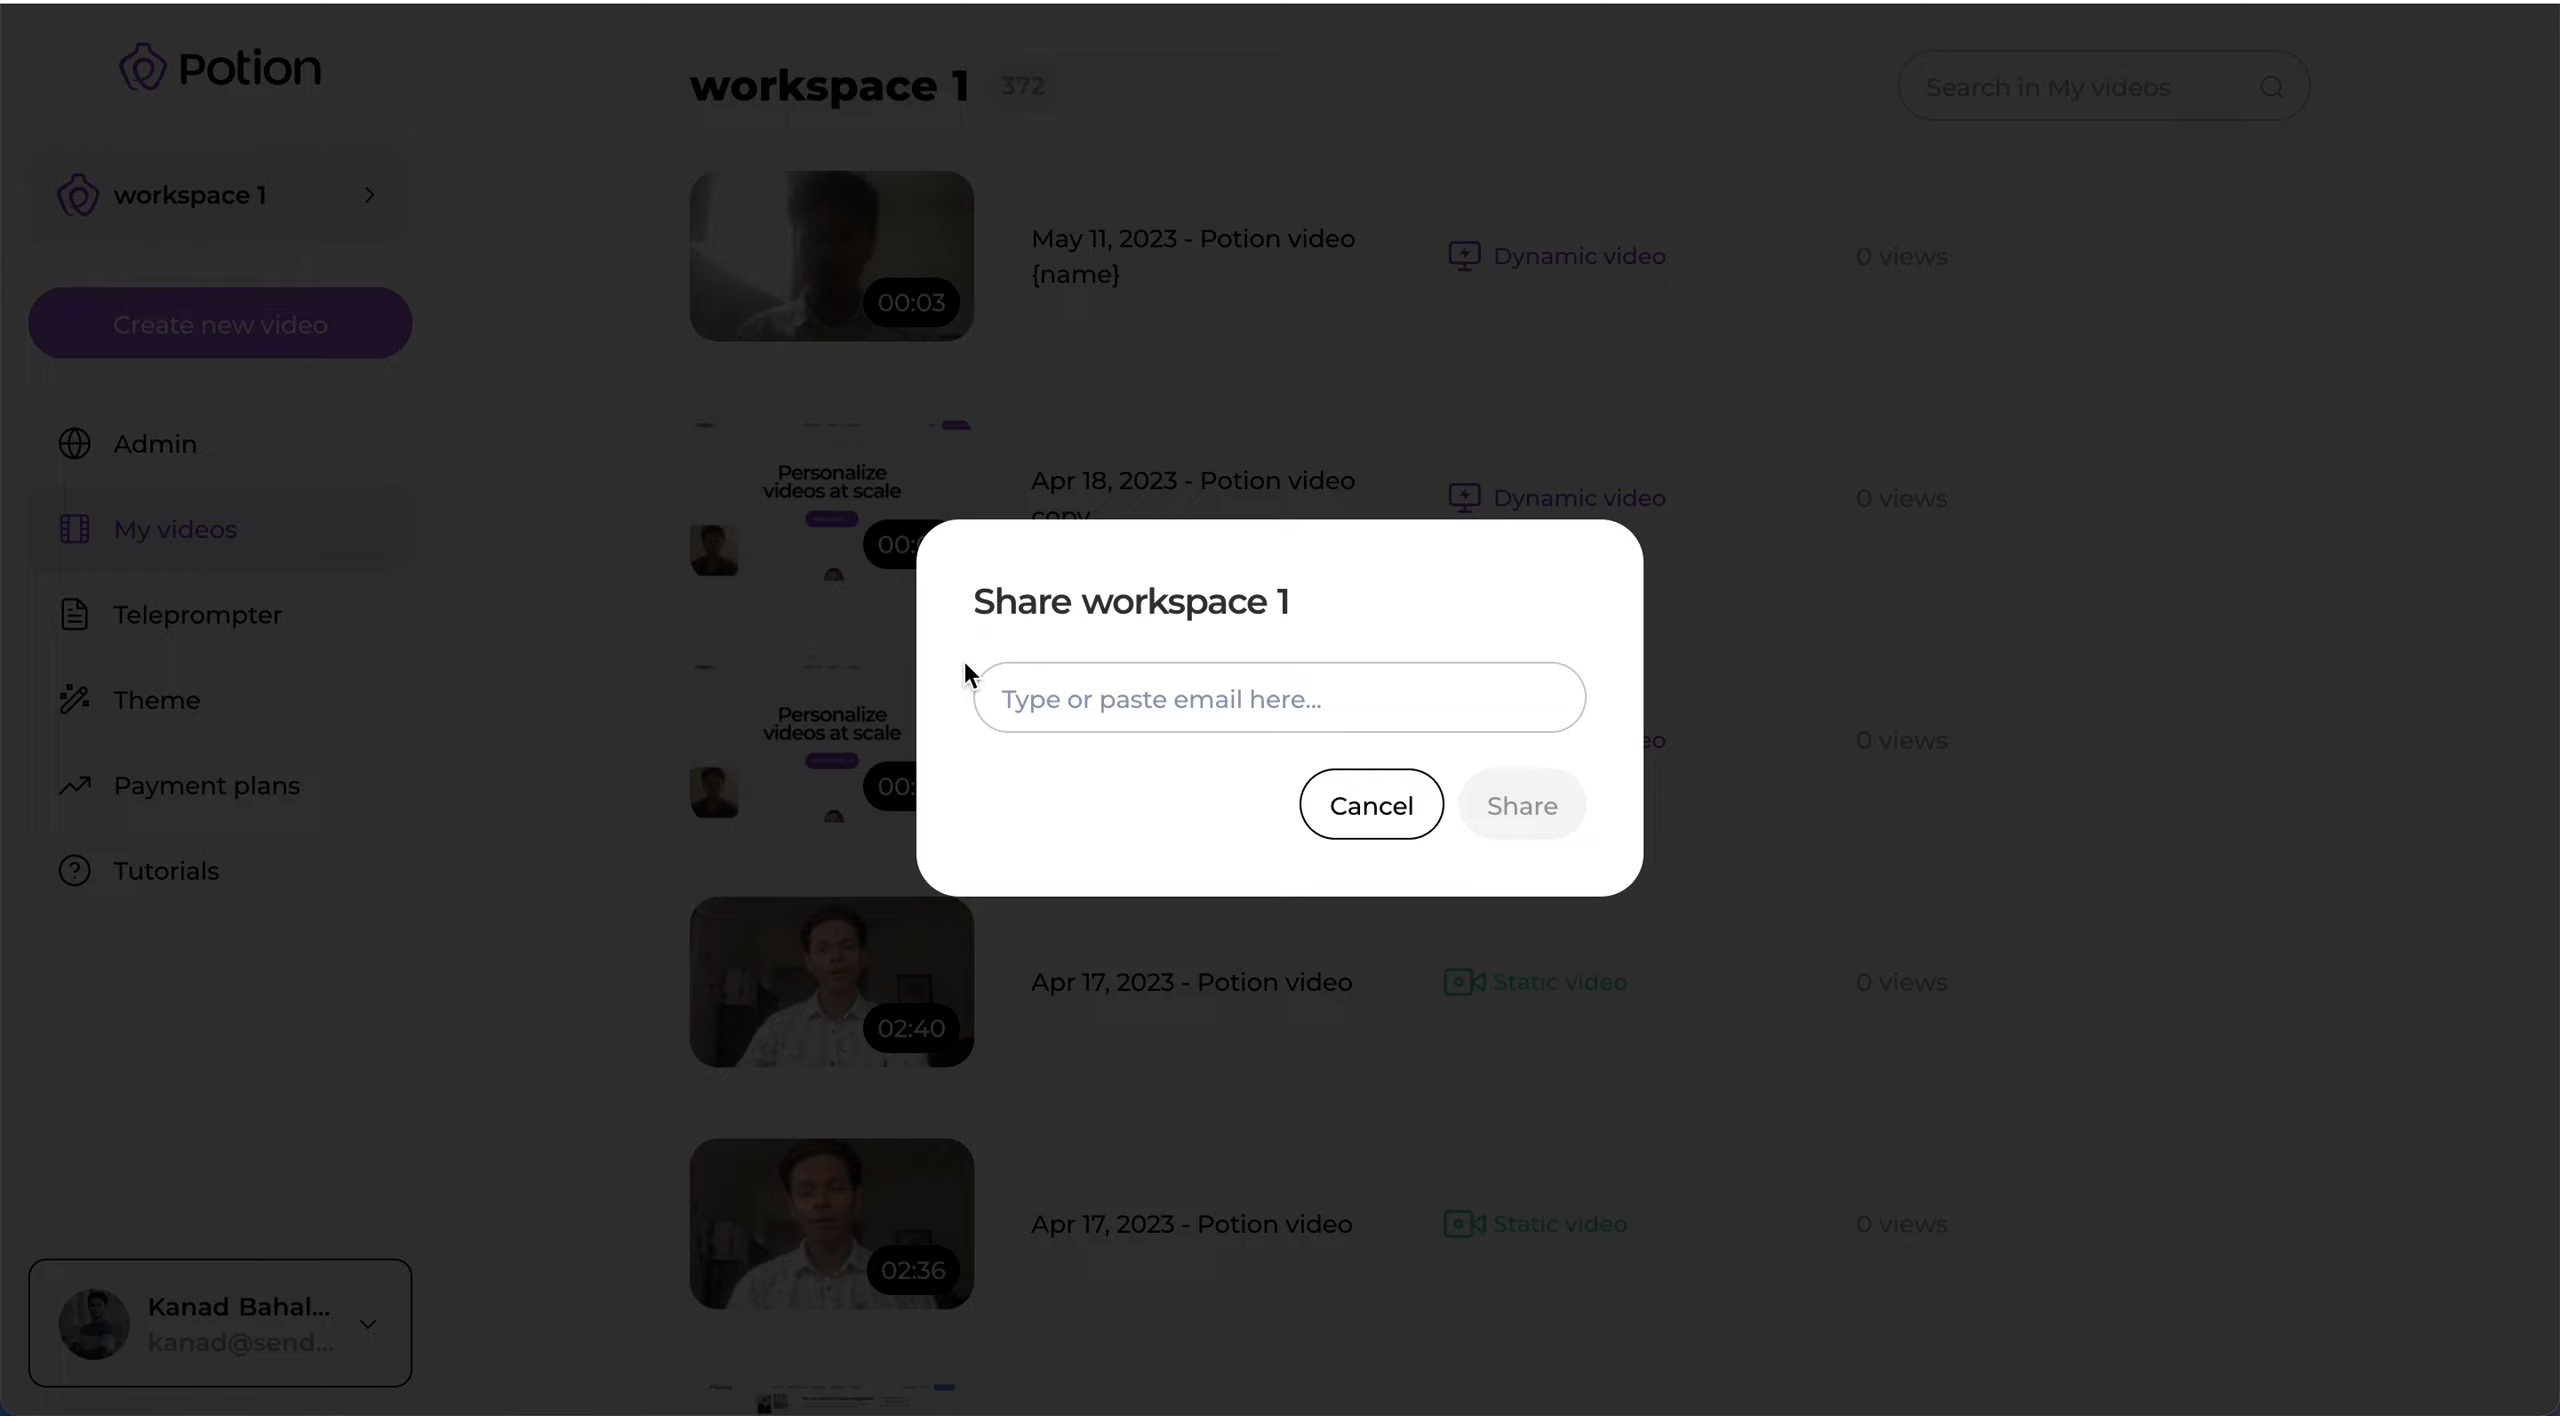 Potion
workspace 1
Create new video
Admin
My videos
Teleprompter
Theme
Payment plans
Tutorials
Kanad Bahal...
kanad@send...
workspace 1 372
Search in My videos
00:03
May 11, 2023 - Potion video
{name}
Dynamic video
0 views
Personalize
videos at scale
00:
Apr 18, 2023 - Potion video
copy
Dynamic video
0 views
Personalize
videos at scale
00:
eo
0 views
Share workspace 1
Type or paste email here...
Cancel
Share
02:40
Apr 17, 2023 - Potion video
Static video
0 views
02:36
Apr 17, 2023 - Potion video
Static video
0 views